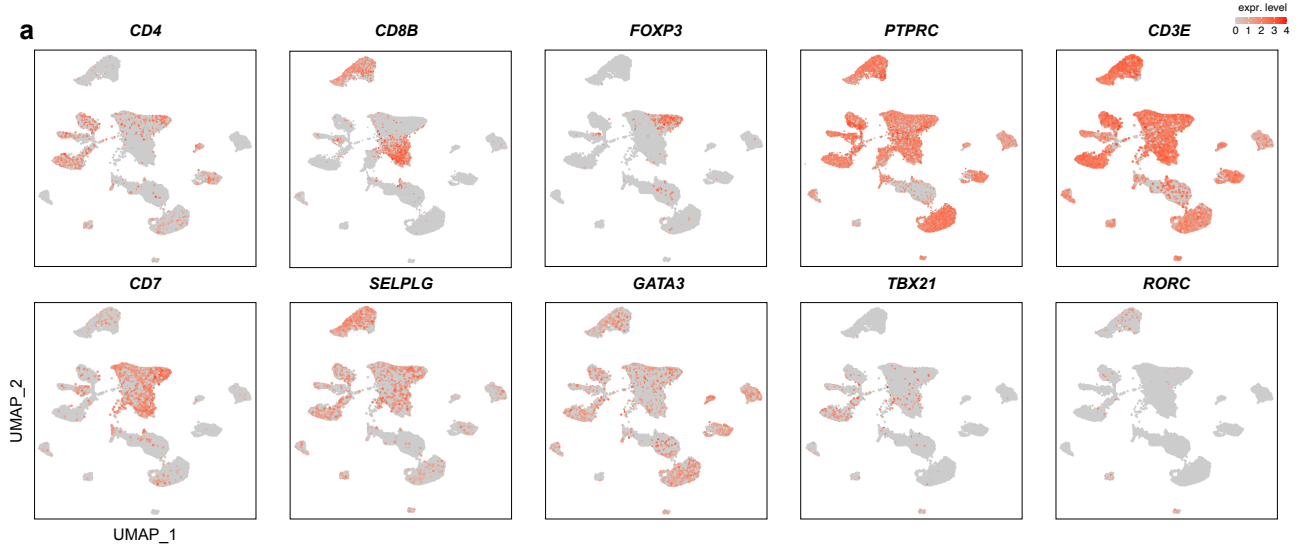 a
CD4 CD8B FOXP3 PTPRC CD3E
expr. level
0 1 2 3 4
CD7 SELPLG GATA3 TBX21 RORC
UMAP_2
UMAP_1